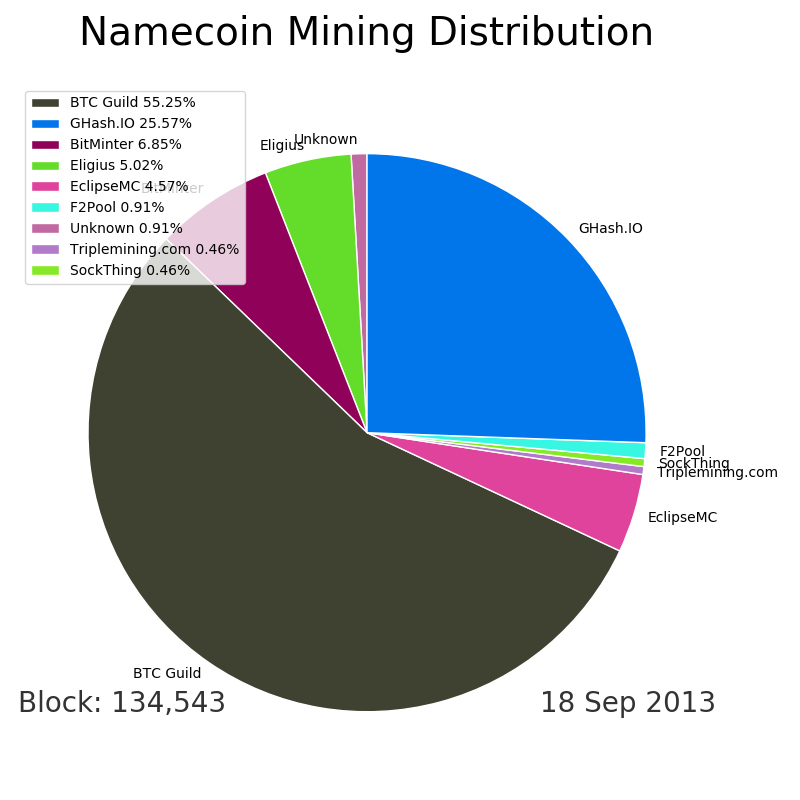 Namecoin Mining Distribution
BTC Guild 55.25%
GHash.IO 25.57%
BitMinter 6.85%
Eligius 5.02%
EclipseMC 4.57%
F2Pool 0.91%
Unknown 0.91%
Triplemining.com 0.46%
SockThing 0.46%
Unknown
Eligius
BitMinter
GHash.IO
F2Pool
SockThing
Triplemining.com
EclipseMC
BTC Guild
Block: 134,543
18 Sep 2013